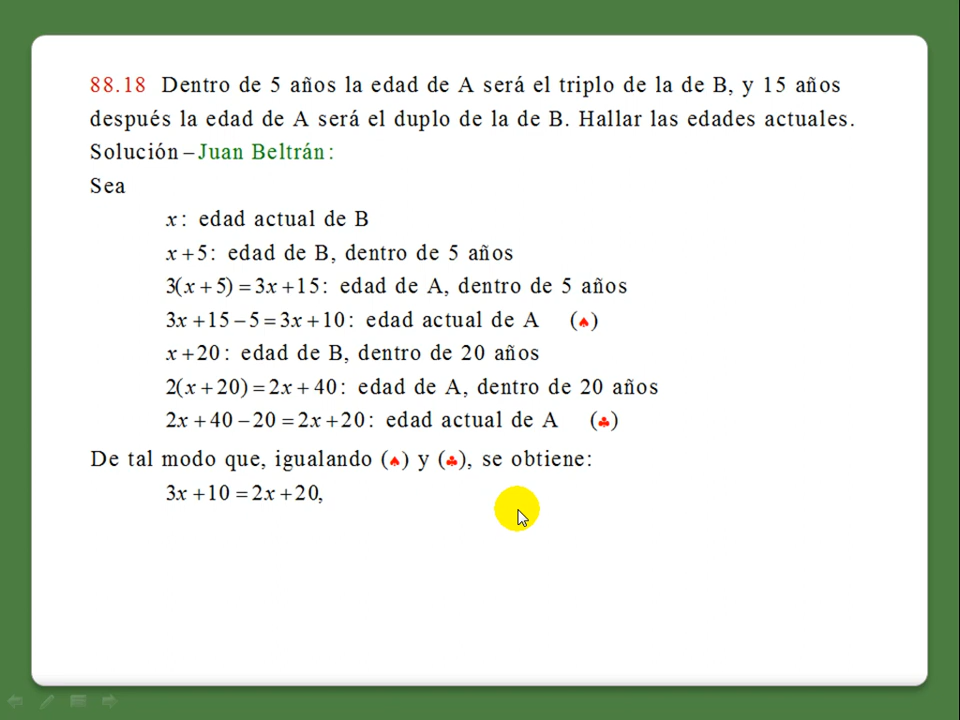 88.18 Dentro de 5 años la edad de A será el triplo de la de B, y 15 años
después la edad de A será el duplo de la de B. Hallar las edades actuales.
Solución – Juan Beltrán:
Sea
x: edad actual de B
x+5: edad de B, dentro de 5 años
3(x+5)=3x+15: edad de A, dentro de 5 años
3x+15−5=3x+10: edad actual de A (♠)
x+20: edad de B, dentro de 20 años
2(x+20)=2x+40: edad de A, dentro de 20 años
2x+40−20=2x+20: edad actual de A (♣)
De tal modo que, igualando (♠) y (♣), se obtiene:
3x+10=2x+20,